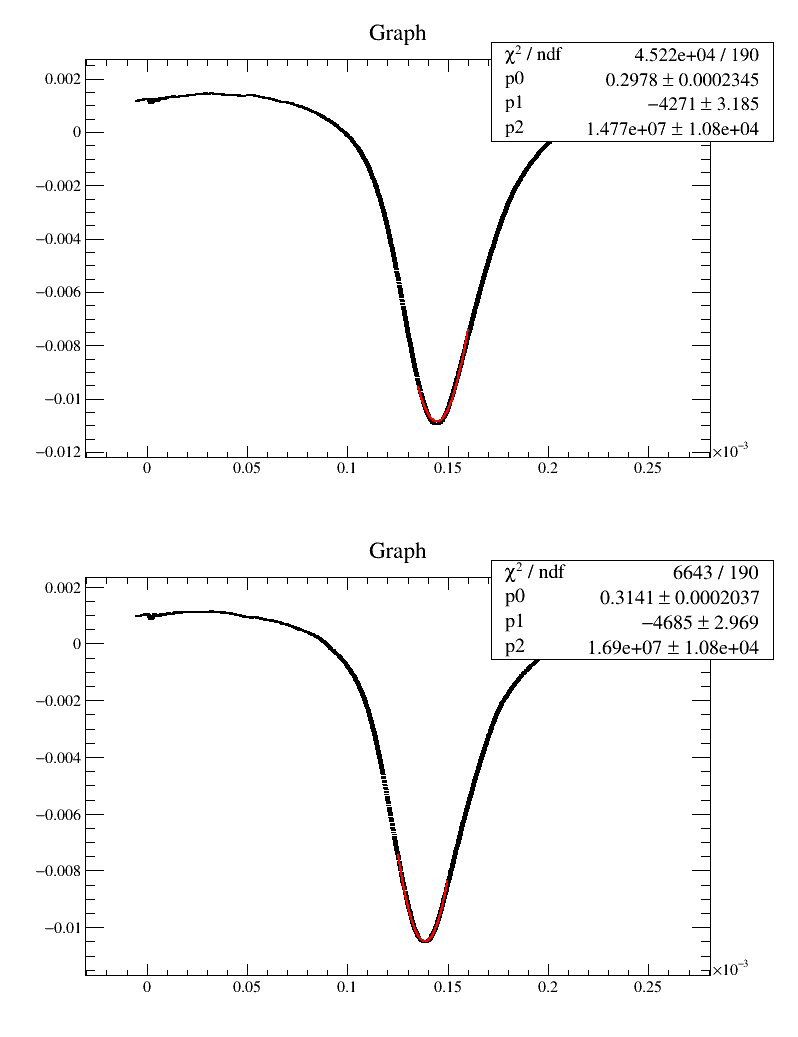 Graph
χ² / ndf 4.522e+04 / 190
p0 0.2978 ± 0.0002345
p1 −4271 ± 3.185
p2 1.477e+07 ± 1.08e+04
0.002
0
−0.002
−0.004
−0.006
−0.008
−0.01
−0.012
0 0.05 0.1 0.15 0.2 0.25
×10⁻³
Graph
χ² / ndf 6643 / 190
p0 0.3141 ± 0.0002037
p1 −4685 ± 2.969
p2 1.69e+07 ± 1.08e+04
0.002
0
−0.002
−0.004
−0.006
−0.008
−0.01
0 0.05 0.1 0.15 0.2 0.25
×10⁻³